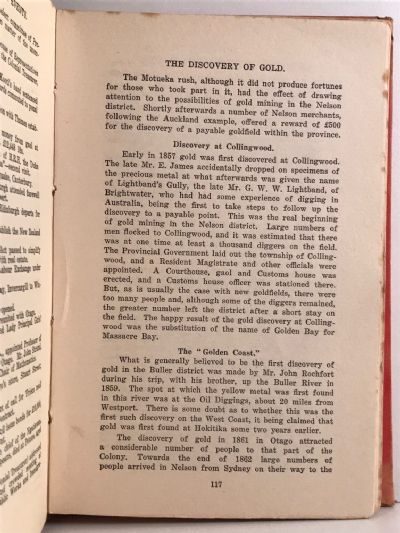 THE DISCOVERY OF GOLD.
The Motueka rush, although it did not produce fortunes
for those who took part in it, had the effect of drawing
attention to the possibilities of gold mining in the Nelson
district. Shortly afterwards a number of Nelson merchants,
following the Auckland example, offered a reward of £500
for the discovery of a payable goldfield within the province.
Discovery at Collingwood.
Early in 1857 gold was first discovered at Collingwood.
The late Mr. E. James accidentally dropped on specimens of
the precious metal at what afterwards was given the name
of Lightband's Gully, the late Mr. G. W. W. Lightband, of
Brightwater, who had had some experience of digging in
Australia, being the first to take steps to follow up the
discovery to a payable point. This was the real beginning
of gold mining in the Nelson district. Large numbers of
men flocked to Collingwood, and it was estimated that there
was at one time at least a thousand diggers on the field.
The Provincial Government laid out the township of Colling-
wood, and a Resident Magistrate and other officials were
appointed. A Courthouse, gaol and Customs house was
erected, and a Customs house officer was stationed there.
But, as is usually the case with new goldfields, there were
too many people and, although some of the diggers remained,
the greater number left the district after a short stay on
the field. The happy result of the gold discovery at Colling-
wood was the substitution of the name of Golden Bay for
Massacre Bay.
The "Golden Coast."
What is generally believed to be the first discovery of
gold in the Buller district was made by Mr. John Rochfort
during his trip, with his brother, up the Buller River in
1859. The spot at which the yellow metal was first found
in this river was at the Oil Diggings, about 20 miles from
Westport. There is some doubt as to whether this was the
first such discovery on the West Coast, it being claimed that
gold was first found at Hokitika some two years earlier.
The discovery of gold in 1861 in Otago attracted
a considerable number of people to that part of the
Colony. Towards the end of 1862 large numbers of
people arrived in Nelson from Sydney on their way to the
117